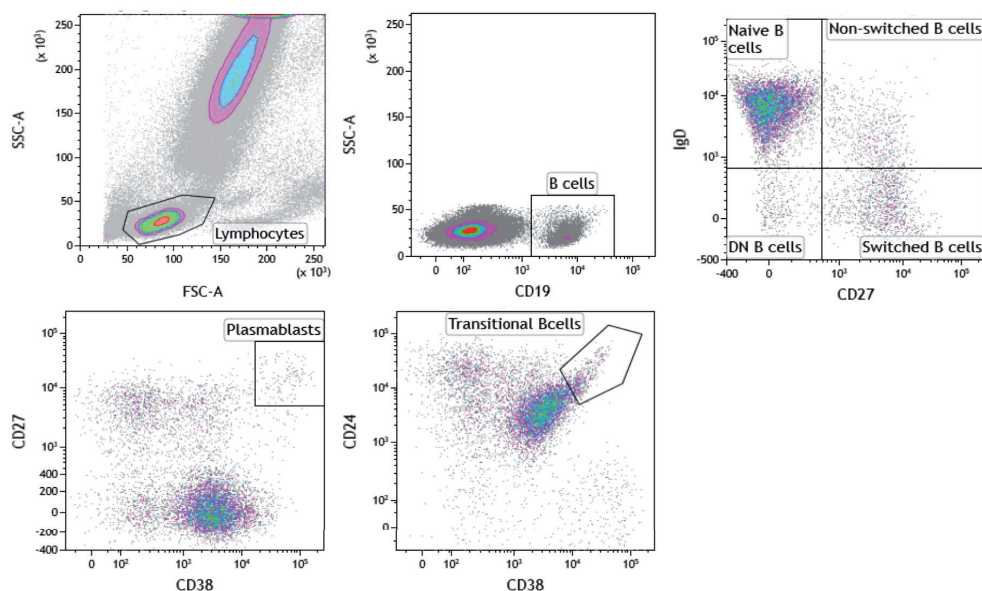 (x 10³)
250
200
150
100
50
0
SSC-A
Lymphocytes
0
50
100
150
200
250
(x 10³)
FSC-A
(x 10³)
250
200
150
100
50
0
SSC-A
B cells
0
10²
10³
10⁴
10⁵
CD19
Naive B
cells
Non-switched B cells
10⁵
10⁴
10³
0
-500
IgD
DN B cells
Switched B cells
-400
0
10³
10⁴
10⁵
CD27
Plasmablasts
10⁵
10⁴
10³
400
200
0
-200
-400
CD27
0
10²
10³
10⁴
10⁵
CD38
Transitional Bcells
10⁵
10⁴
10³
10²
0
CD24
0
10²
10³
10⁴
10⁵
CD38